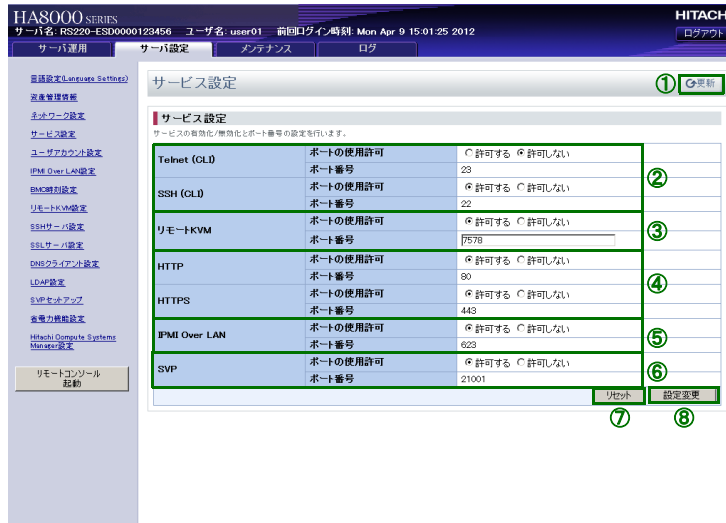 HA8000 SERIES
HITACHI
サーバ名: RS220-ESD0000123456 ユーザ名: user01 前回ログイン時刻: Mon Apr 9 15:01:25 2012
ログアウト
サーバ運用 サーバ設定 メンテナンス ログ
言語設定(Language Settings)
資産管理情報
ネットワーク設定
サービス設定
ユーザアカウント設定
IPMI Over LAN設定
BMC時刻設定
リモートKVM設定
SSHサーバ設定
SSLサーバ設定
DNSクライアント設定
LDAP設定
SVPセットアップ
省電力機能設定
Hitachi Compute Systems
Manager設定
リモートコンソール
起動
サービス設定
① 更新
サービス設定
サービスの有効化/無効化とポート番号の設定を行います。
Telnet (CLI) ポートの使用許可 許可する 許可しない
ポート番号 23
②
SSH (CLI) ポートの使用許可 許可する 許可しない
ポート番号 22
リモートKVM ポートの使用許可 許可する 許可しない
③
ポート番号 7578
HTTP ポートの使用許可 許可する 許可しない
ポート番号 80
④
HTTPS ポートの使用許可 許可する 許可しない
ポート番号 443
IPMI Over LAN ポートの使用許可 許可する 許可しない
⑤
ポート番号 623
SVP ポートの使用許可 許可する 許可しない
⑥
ポート番号 21001
リセット 設定変更
⑦ ⑧